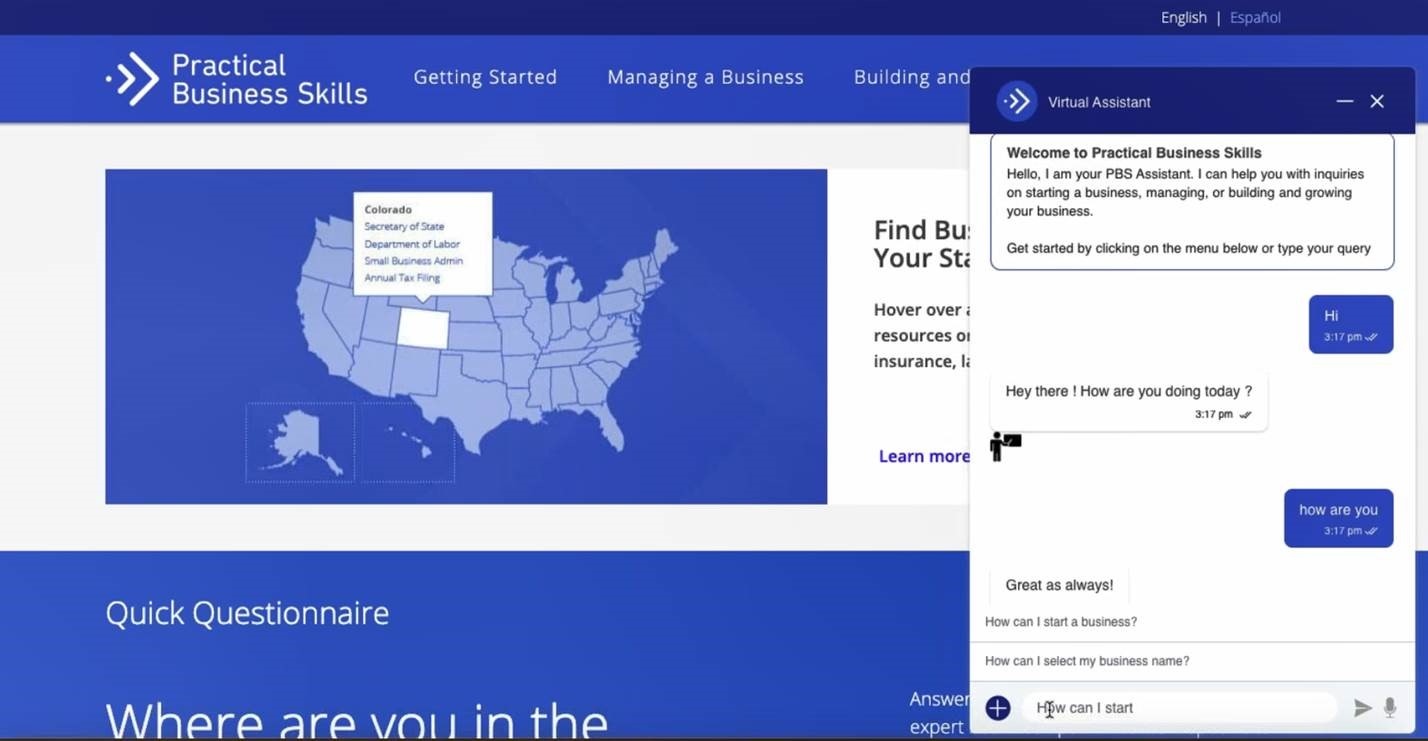 English | Español
Practical
Business Skills
Getting Started
Managing a Business
Building and
Colorado
Secretary of State
Department of Labor
Small Business Admin
Annual Tax Filing
Find
Your
Hover over
resources
insurance,
Learn more
Quick Questionnaire
Where are you in the
expert
Virtual Assistant
Welcome to Practical Business Skills
Hello, I am your PBS Assistant. I can help you with inquiries
on starting a business, managing, or building and growing
your business.
Get started by clicking on the menu below or type your query
Hi
3:17 pm
Hey there ! How are you doing today ?
3:17 pm
how are you
3:17 pm
Great as always!
How can I start a business?
How can I select my business name?
How can I start